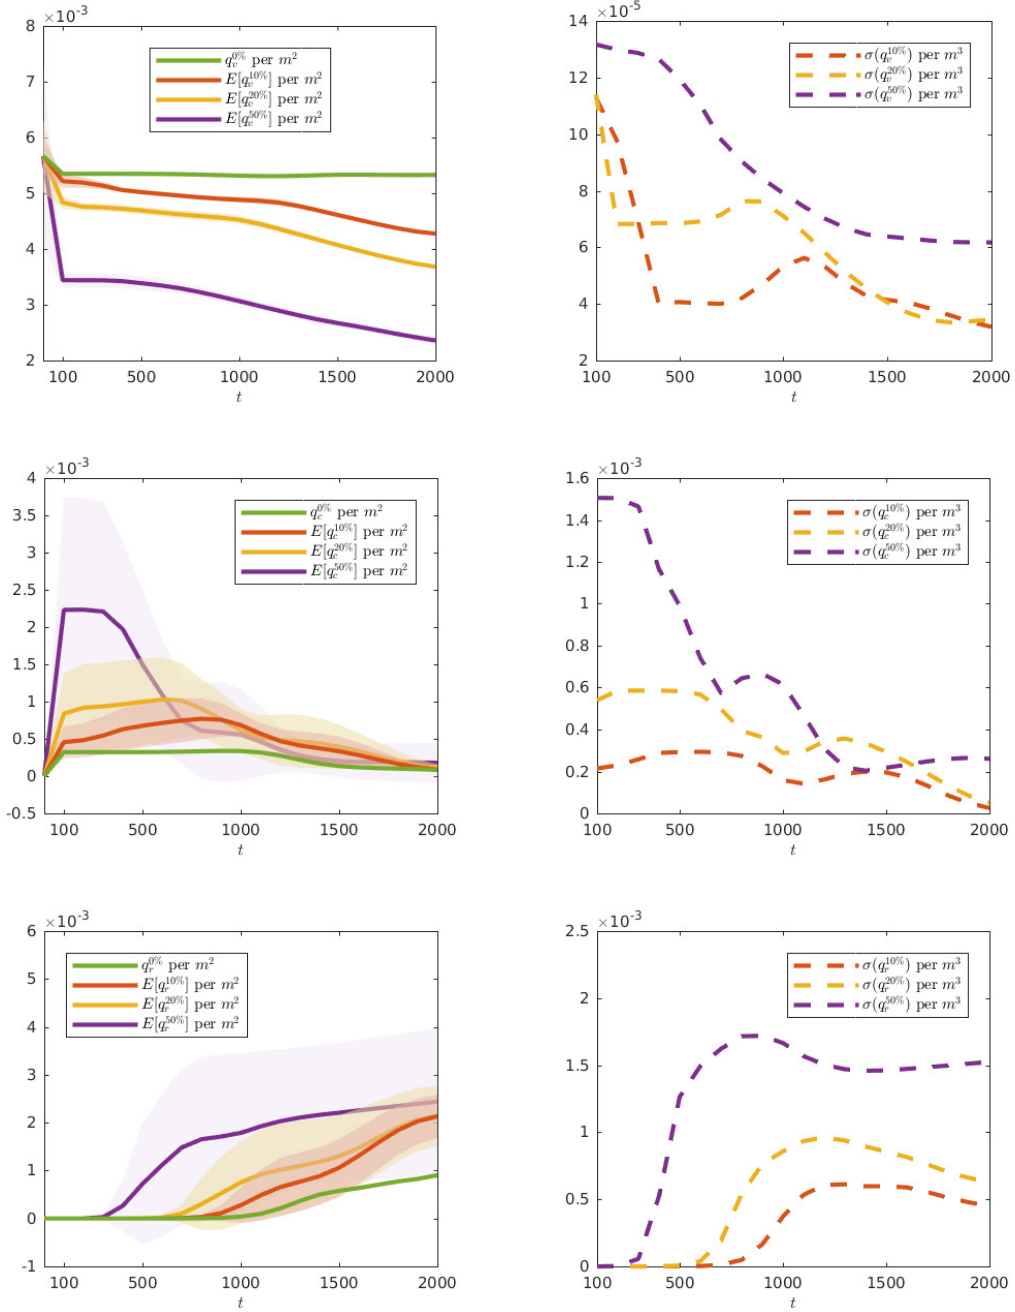 ×10⁻³
8
7
6
5
4
3
2
100 500 1000 1500 2000
t
q_v^{0%} per m²
E[q_v^{10%}] per m²
E[q_v^{20%}] per m²
E[q_v^{50%}] per m²
×10⁻⁵
14
12
10
8
6
4
2
100 500 1000 1500 2000
t
σ(q_v^{10%}) per m³
σ(q_v^{20%}) per m³
σ(q_v^{50%}) per m³
×10⁻³
4
3.5
3
2.5
2
1.5
1
0.5
0
-0.5
100 500 1000 1500 2000
t
q_c^{0%} per m²
E[q_c^{10%}] per m²
E[q_c^{20%}] per m²
E[q_c^{50%}] per m²
×10⁻³
1.6
1.4
1.2
1
0.8
0.6
0.4
0.2
0
100 500 1000 1500 2000
t
σ(q_c^{10%}) per m³
σ(q_c^{20%}) per m³
σ(q_c^{50%}) per m³
×10⁻³
6
5
4
3
2
1
0
-1
100 500 1000 1500 2000
t
q_r^{0%} per m²
E[q_r^{10%}] per m²
E[q_r^{20%}] per m²
E[q_r^{50%}] per m²
×10⁻³
2.5
2
1.5
1
0.5
0
100 500 1000 1500 2000
t
σ(q_r^{10%}) per m³
σ(q_r^{20%}) per m³
σ(q_r^{50%}) per m³